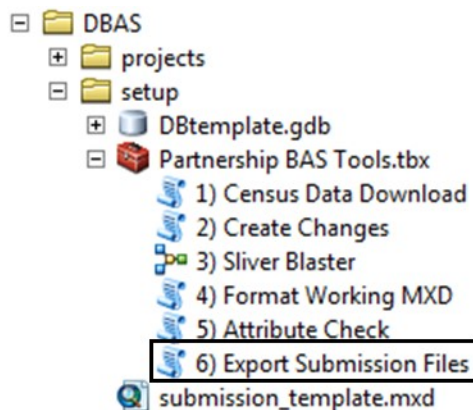 DBAS
projects
setup
DBtemplate.gdb
Partnership BAS Tools.tbx
1) Census Data Download
2) Create Changes
3) Sliver Blaster
4) Format Working MXD
5) Attribute Check
6) Export Submission Files
submission_template.mxd